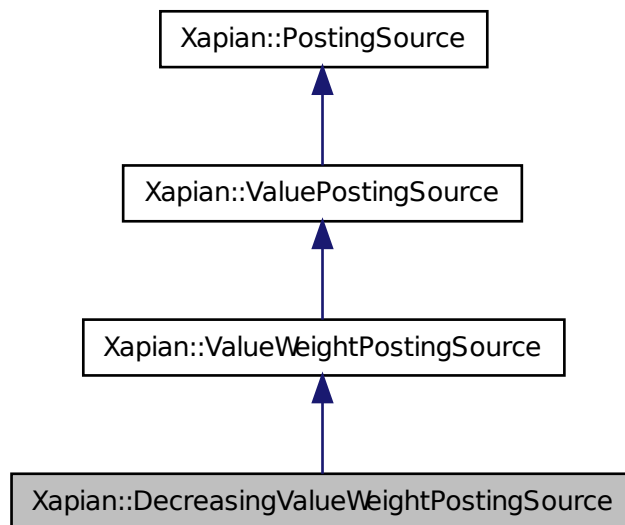 Xapian::PostingSource
Xapian::ValuePostingSource
Xapian::ValueWeightPostingSource
Xapian::DecreasingValueWeightPostingSource